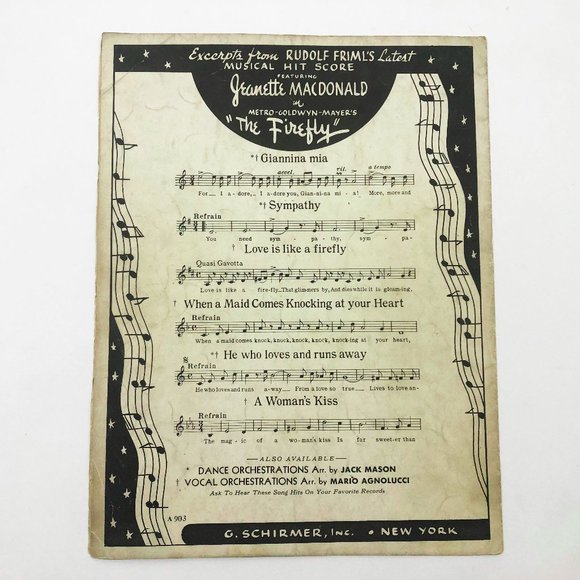 Excerpts from RUDOLF FRIML'S Latest
MUSICAL HIT SCORE
FEATURING
Jeanette MACDONALD
in
METRO-GOLDWYN-MAYER'S
"The Firefly"
*† Giannina mia
accel. rit. a tempo
For I a-dore,.. I a-dore you, Gian-ni-na mi - a! More, more and
*† Sympathy
Refrain
You need sym - pa - thy, sym - pa-
† Love is like a firefly
Quasi Gavotta
Love is like a fire-fly... That glim-mers by, And dies while it is gleam-ing,
† When a Maid Comes Knocking at your Heart
Refrain
When a maid comes knock, knock, knock, knock, knock-ing at your heart,
*† He who loves and runs away
Refrain
He who loves and runs a-way From a love so true Lives to love an-
† A Woman's Kiss
Refrain
The mag - ic of a wo-man's kiss Is far sweet-er than
—ALSO AVAILABLE—
* DANCE ORCHESTRATIONS Arr. by JACK MASON
† VOCAL ORCHESTRATIONS Arr. by MARIO AGNOLUCCI
Ask To Hear These Song Hits On Your Favorite Records
A 903
G. SCHIRMER, INC. • NEW YORK